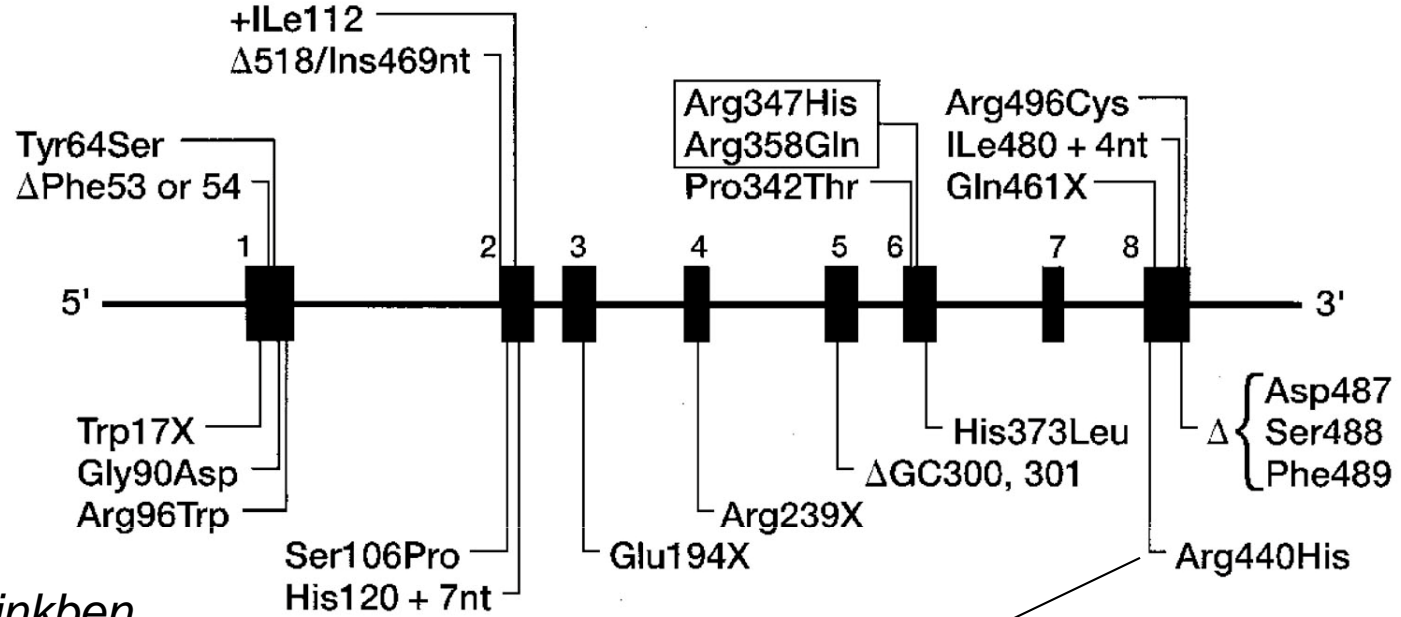 +ILe112
Δ518/Ins469nt
Arg347His
Arg358Gln
Pro342Thr
Arg496Cys
ILe480 + 4nt
Gln461X
Tyr64Ser
ΔPhe53 or 54
1 2 3 4 5 6 7 8
5' 3'
Trp17X
Gly90Asp
Arg96Trp
Ser106Pro
His120 + 7nt
Glu194X
Arg239X
ΔGC300, 301
His373Leu
Δ { Asp487
Ser488
Phe489
Arg440His